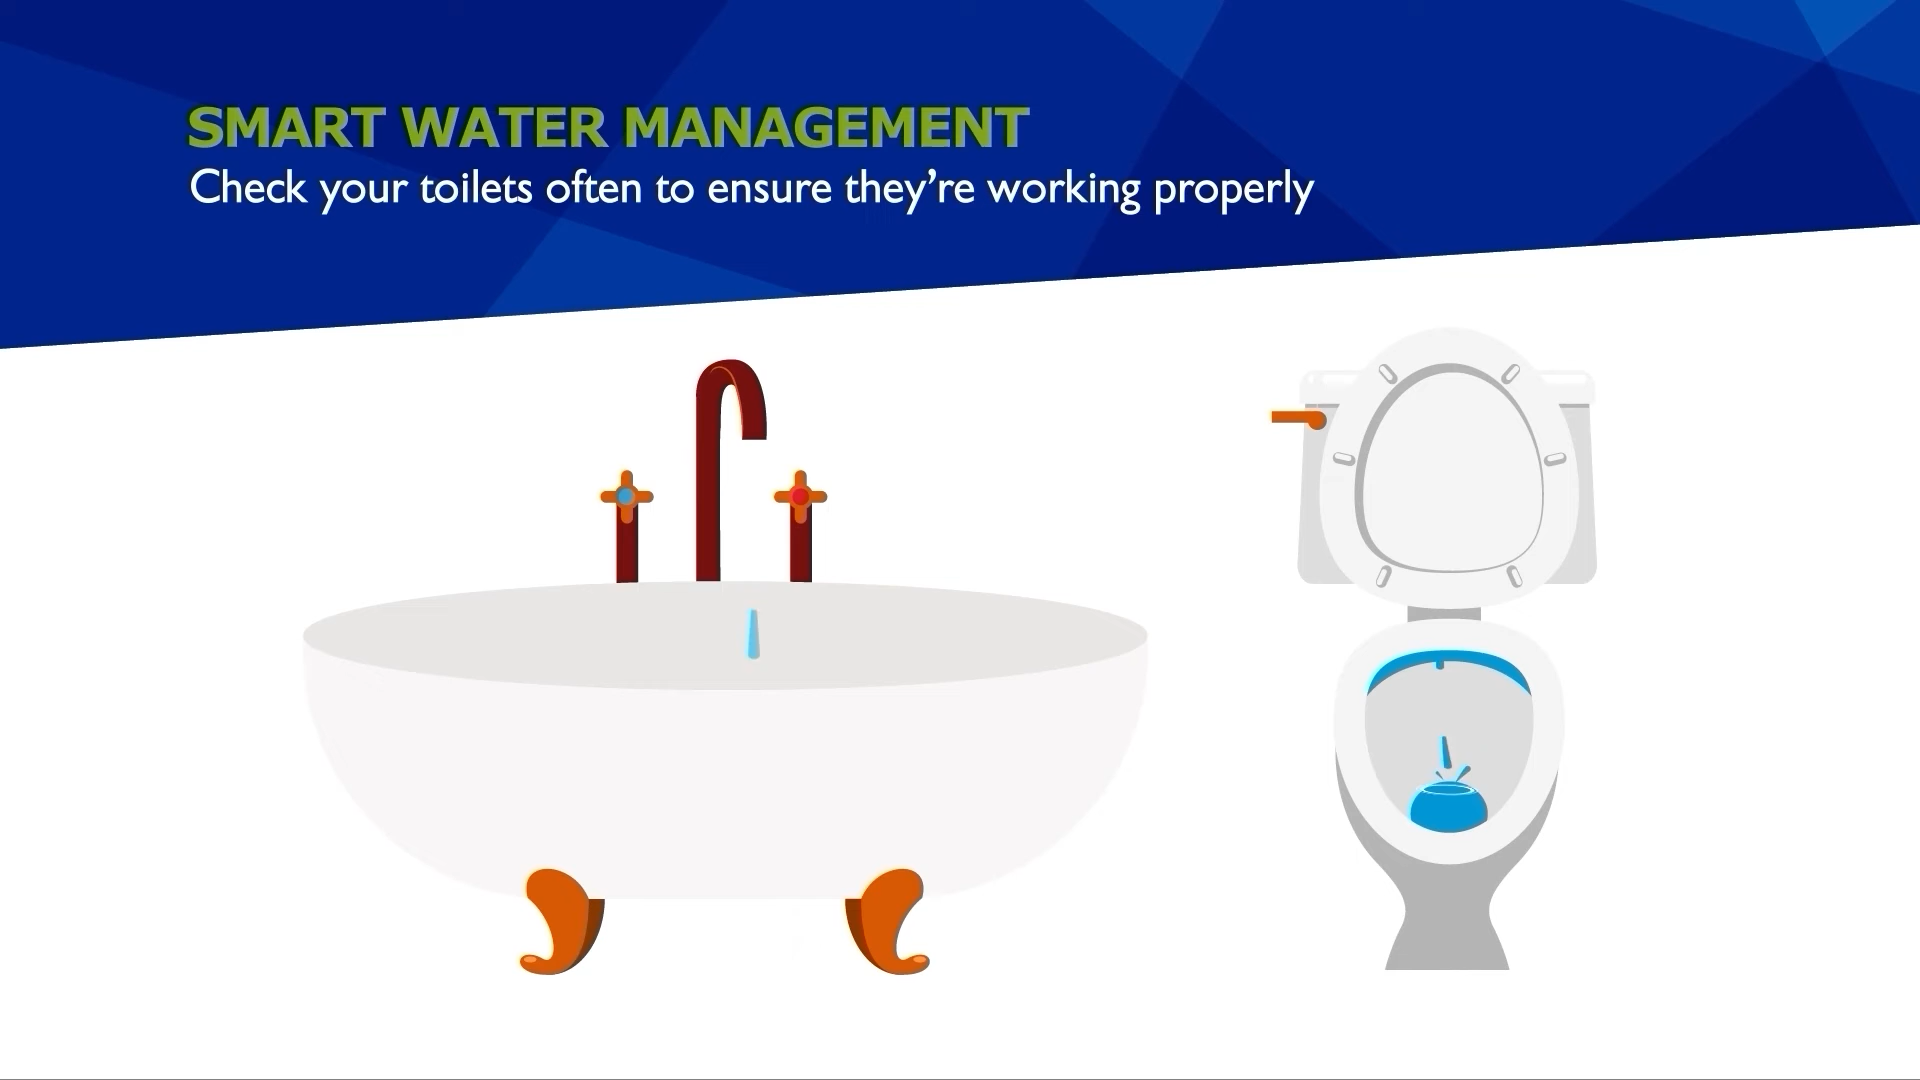 SMART WATER MANAGEMENT
Check your toilets often to ensure they’re working properly